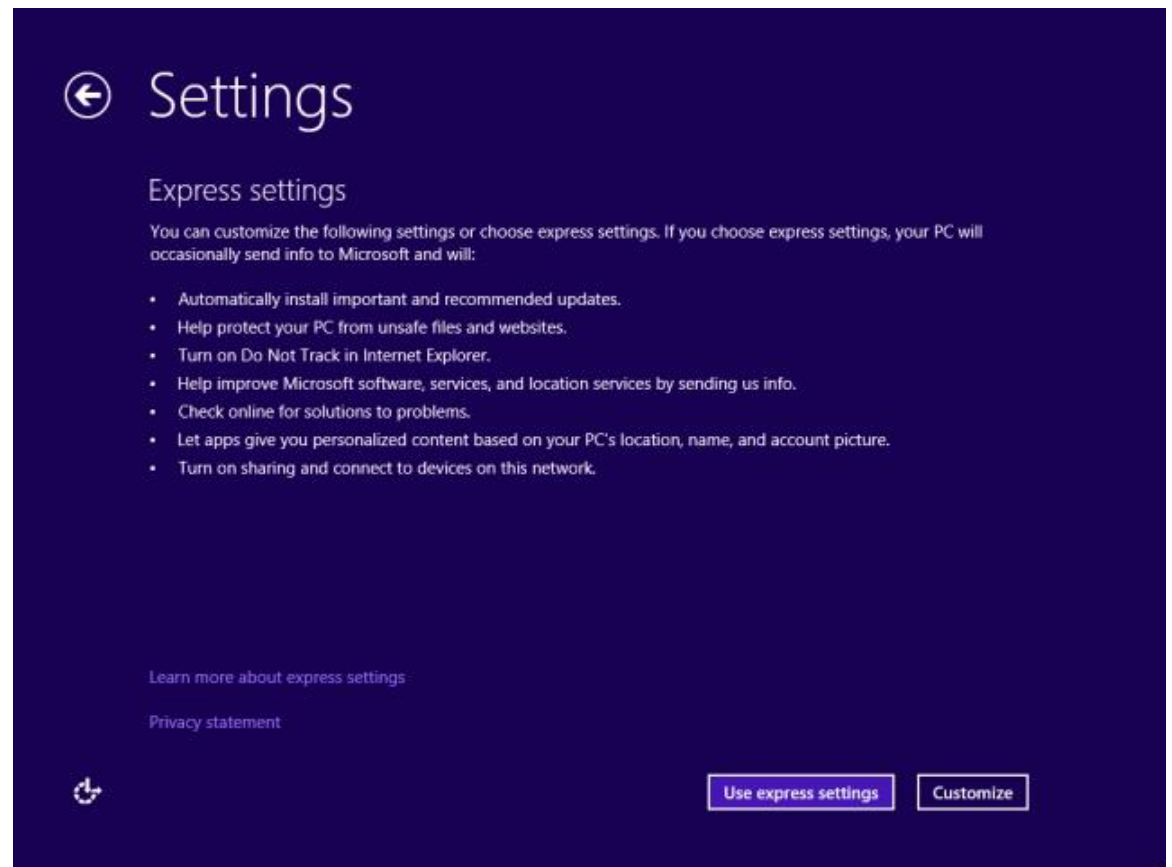 Settings
Express settings
You can customize the following settings or choose express settings. If you choose express settings, your PC will
occasionally send info to Microsoft and will:
• Automatically install important and recommended updates.
• Help protect your PC from unsafe files and websites.
• Turn on Do Not Track in Internet Explorer.
• Help improve Microsoft software, services, and location services by sending us info.
• Check online for solutions to problems.
• Let apps give you personalized content based on your PC's location, name, and account picture.
• Turn on sharing and connect to devices on this network.
Learn more about express settings
Privacy statement
Use express settings
Customize